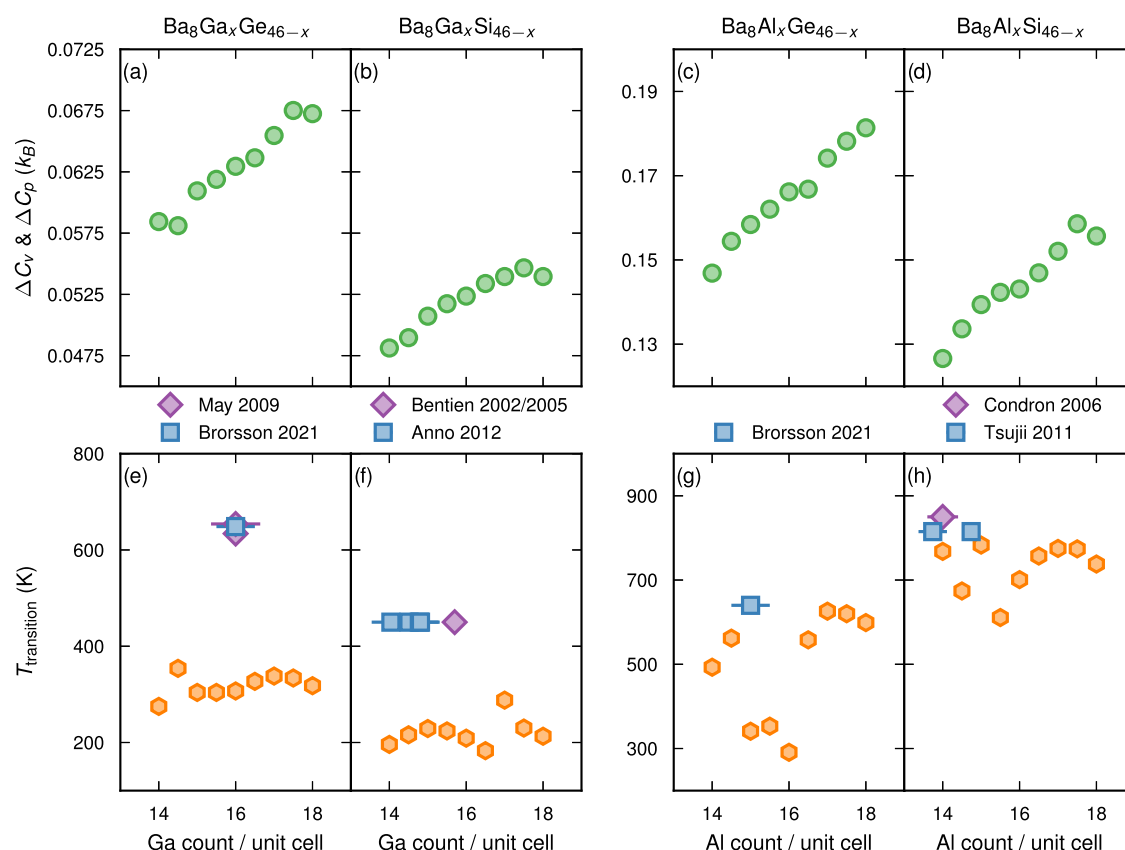 Ba₈GaₓGe₄₆₋ₓ Ba₈GaₓSi₄₆₋ₓ Ba₈AlₓGe₄₆₋ₓ Ba₈AlₓSi₄₆₋ₓ
(a) (b) (c) (d)
0.0725
0.0675
0.0625
0.0575
0.0525
0.0475
ΔCᵥ & ΔCₚ (k_B)
0.19
0.17
0.15
0.13
May 2009
Brorsson 2021
Bentien 2002/2005
Anno 2012
Brorsson 2021
Condron 2006
Tsujii 2011
(e) (f) (g) (h)
800
600
400
200
T_transition (K)
900
700
500
300
14 16 18 14 16 18 14 16 18 14 16 18
Ga count / unit cell Ga count / unit cell Al count / unit cell Al count / unit cell